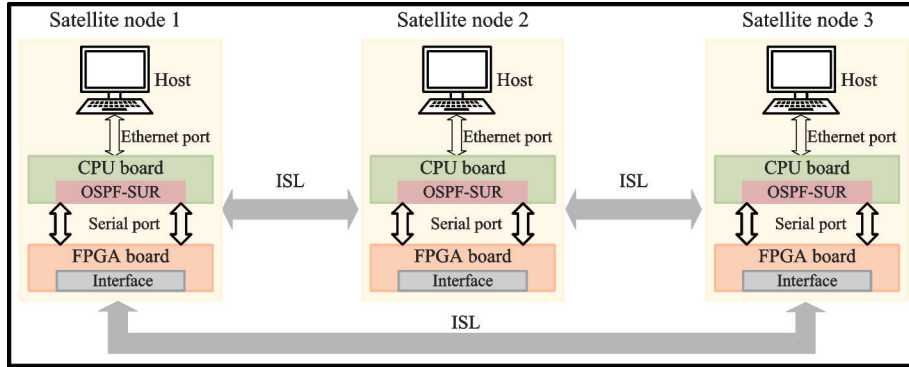 Satellite node 1
Satellite node 2
Satellite node 3
Host
Host
Host
Ethernet port
Ethernet port
Ethernet port
CPU board
CPU board
CPU board
ISL
ISL
OSPF-SUR
OSPF-SUR
OSPF-SUR
Serial port
Serial port
Serial port
FPGA board
FPGA board
FPGA board
Interface
Interface
Interface
ISL